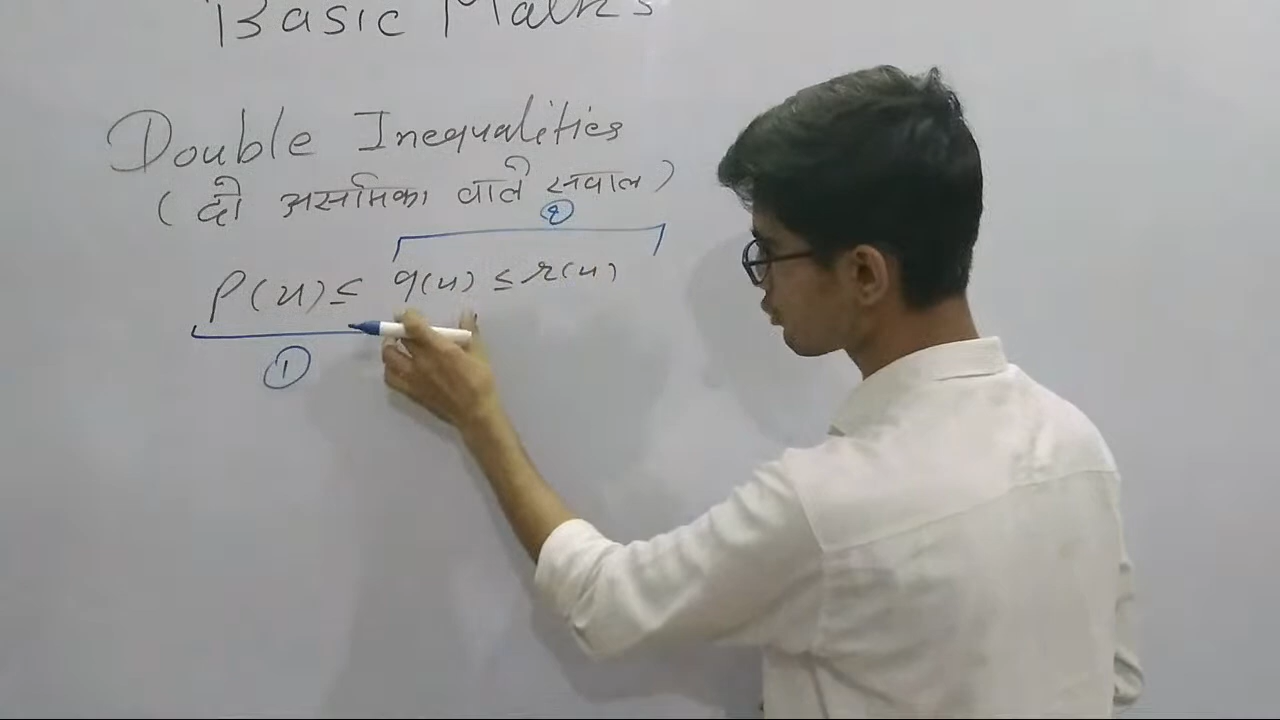 Basic Maths
Double Inequalities
( दो असमिका वाले सवाल )
②
P(x) ≤ q(x) ≤ r(x)
①